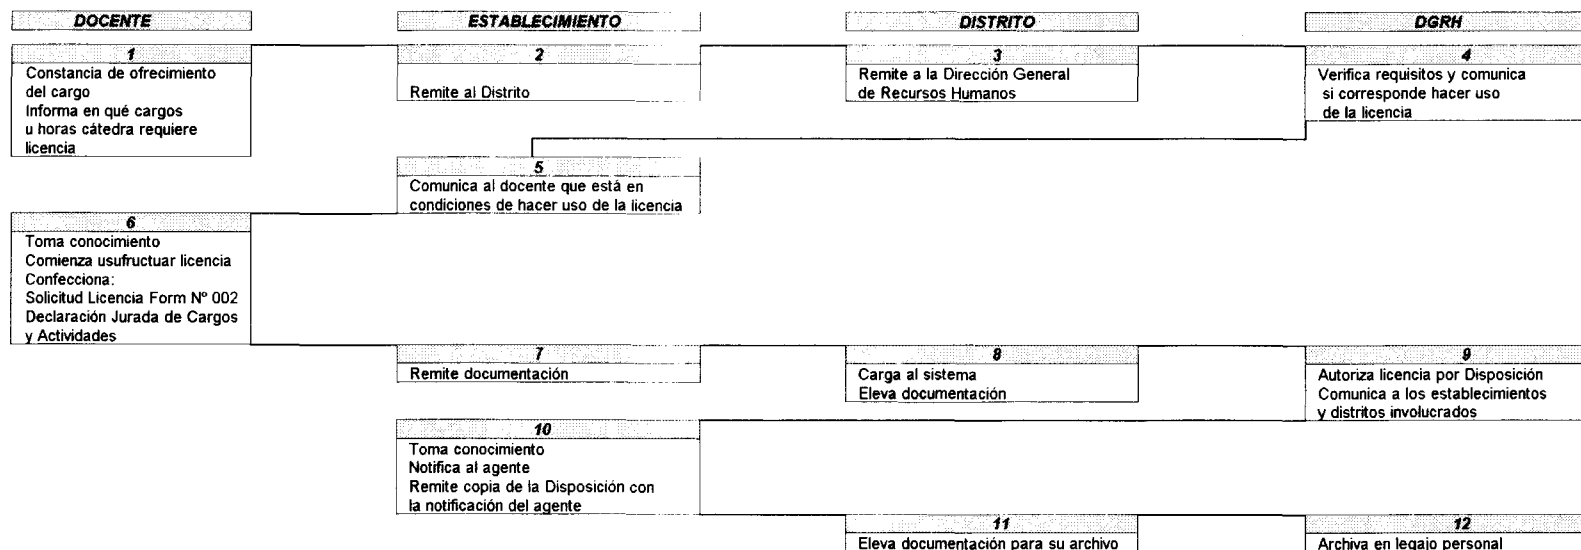 DOCENTE
ESTABLECIMIENTO
DISTRITO
DGRH
1
Constancia de ofrecimiento
del cargo
Informa en qué cargos
u horas cátedra requiere
licencia
2
Remite al Distrito
3
Remite a la Dirección General
de Recursos Humanos
4
Verifica requisitos y comunica
si corresponde hacer uso
de la licencia
5
Comunica al docente que está en
condiciones de hacer uso de la licencia
6
Toma conocimiento
Comienza usufructuar licencia
Confecciona:
Solicitud Licencia Form Nº 002
Declaración Jurada de Cargos
y Actividades
7
Remite documentación
8
Carga al sistema
Eleva documentación
9
Autoriza licencia por Disposición
Comunica a los establecimientos
y distritos involucrados
10
Toma conocimiento
Notifica al agente
Remite copia de la Disposición con
la notificación del agente
11
Eleva documentación para su archivo
12
Archiva en legajo personal